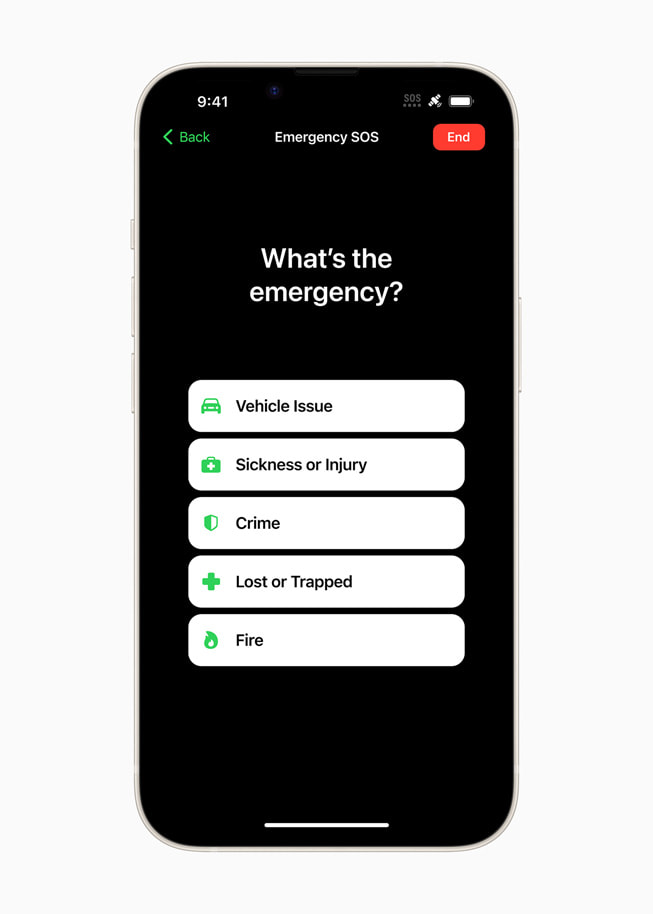 9:41
SOS
Back
Emergency SOS
End
What's the
emergency?
Vehicle Issue
Sickness or Injury
Crime
Lost or Trapped
Fire